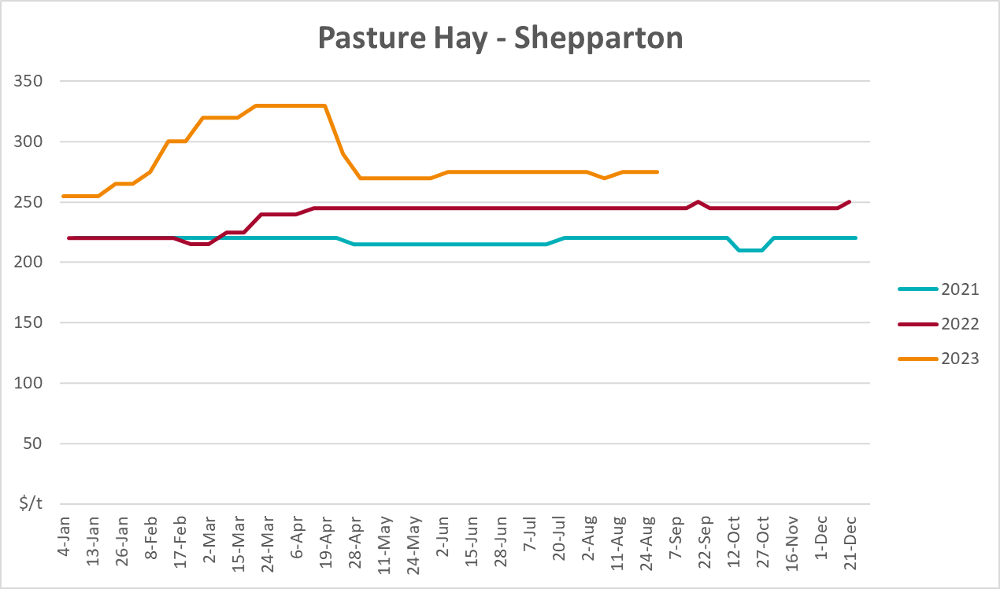 Pasture Hay - Shepparton
350
300
250
200
150
100
50
$/t
4-Jan
13-Jan
26-Jan
8-Feb
17-Feb
2-Mar
15-Mar
24-Mar
6-Apr
19-Apr
28-Apr
11-May
24-May
2-Jun
15-Jun
28-Jun
7-Jul
20-Jul
2-Aug
11-Aug
24-Aug
7-Sep
22-Sep
12-Oct
27-Oct
16-Nov
1-Dec
21-Dec
2021
2022
2023